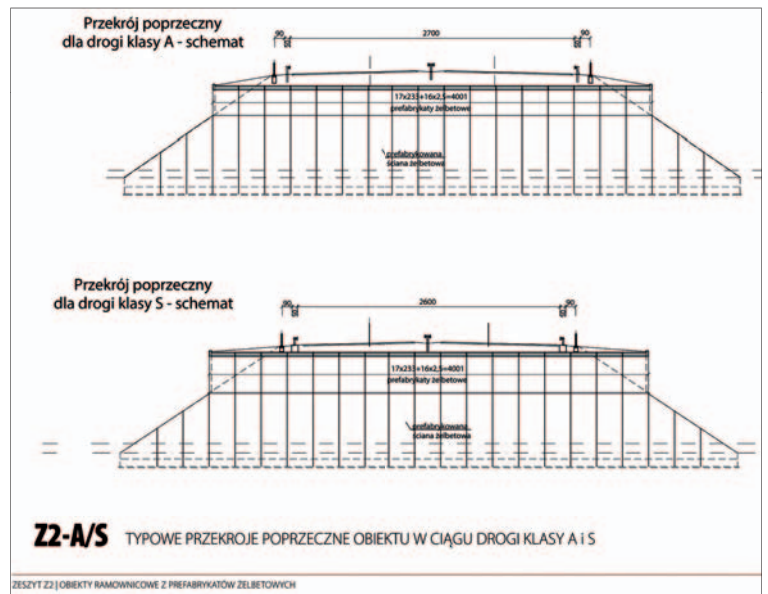 Przekrój poprzeczny
dla drogi klasy A - schemat
90 2700 90
17x233+16x2,5=4001
prefabrykaty żelbetowe
prefabrykowana
ściana żelbetowa
Przekrój poprzeczny
dla drogi klasy S - schemat
90 2600 90
17x233+16x2,5=4001
prefabrykaty żelbetowe
prefabrykowana
ściana żelbetowa
Z2-A/S TYPOWE PRZEKROJE POPRZECZNE OBIEKTU W CIĄGU DROGI KLASY A i S
ZESZYT Z2 | OBIEKTY RAMOWNICOWE Z PREFABRYKATÓW ŻELBETOWYCH